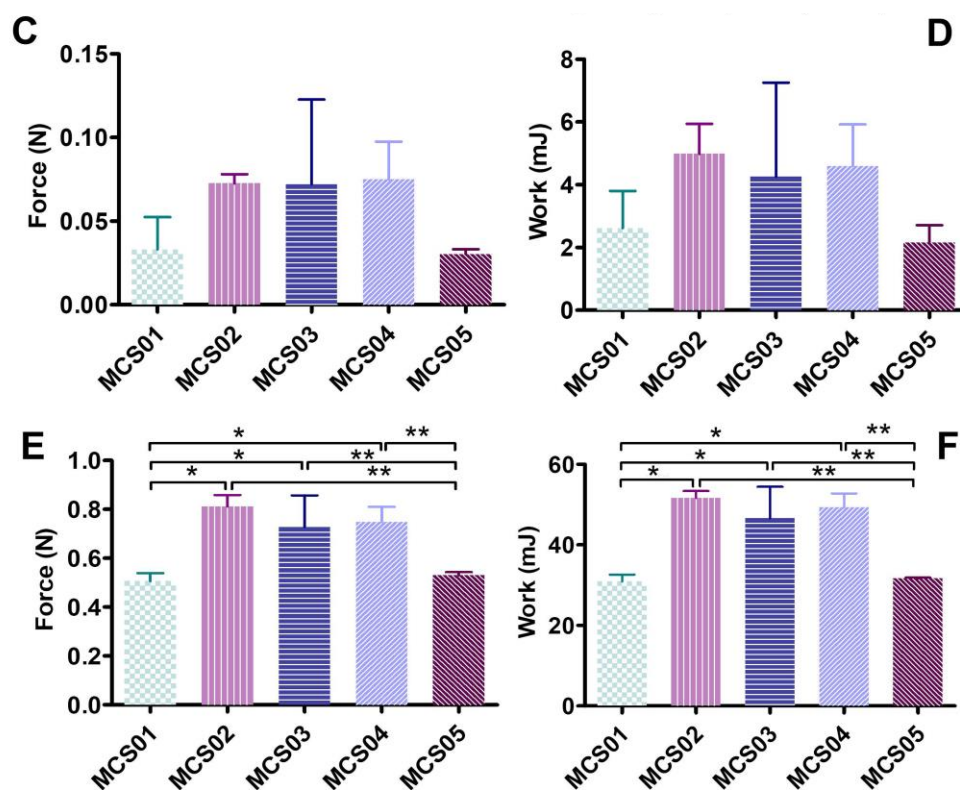 C
Force (N)
0.15
0.10
0.05
0.00
MCS01
MCS02
MCS03
MCS04
MCS05
D
Work (mJ)
8
6
4
2
0
MCS01
MCS02
MCS03
MCS04
MCS05
E
Force (N)
1.0
0.8
0.6
0.4
0.2
0.0
* **
* **
* **
MCS01
MCS02
MCS03
MCS04
MCS05
F
Work (mJ)
60
40
20
0
* **
* **
* **
MCS01
MCS02
MCS03
MCS04
MCS05